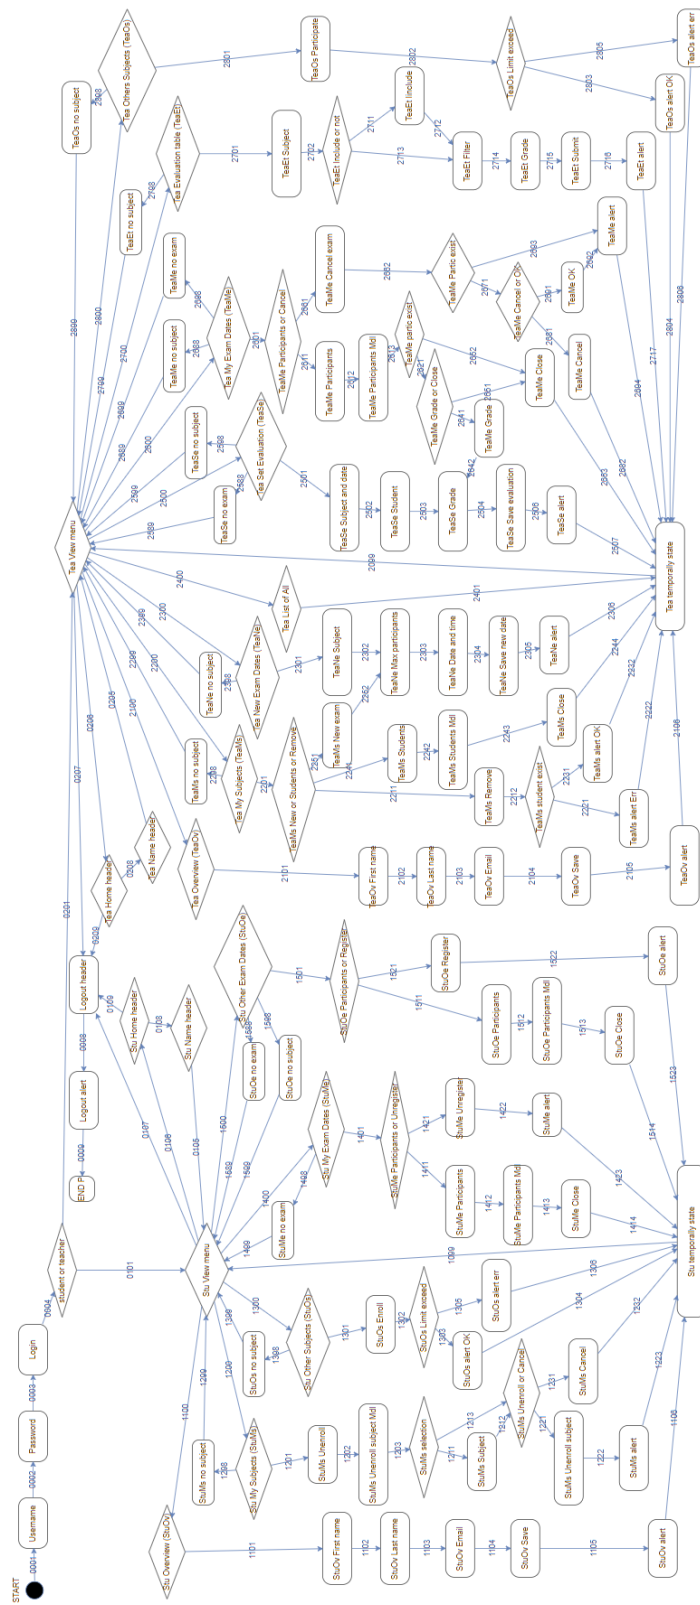 START
0001
Username
0002
Password
0003
Login
0004
student or teacher
0101
0201
END P
0009
Logout alert
0008
Logout header
0109
Stu Home header
0108
Stu Name header
0107
0106
0105
Stu View menu
0209
Tea Home header
0208
Tea Name header
0207
0206
0205
Tea View menu
1100
Stu Overview (StuOv)
1101
StuOv First name
1102
StuOv Last name
1103
StuOv Email
1104
StuOv Save
1105
StuOv alert
1106
1299
StuMs no subject
1298
1200
Stu My Subjects (StuMs)
1201
StuMs Unenroll
1202
StuMs Unenroll subject Mdl
1203
StuMs selection
1211
1213
StuMs Subject
1212
StuMs Unenroll or Cancel
1221
1231
StuMs Unenroll subject
StuMs Cancel
1222
1232
StuMs alert
1223
1399
StuOs no subject
1398
1300
Stu Other Subjects (StuOs)
1301
StuOs Enroll
1302
StuOs Limit exceed
1303
1305
StuOs alert OK
StuOs alert err
1304
1306
1099
1499
StuMe no exam
1498
1400
Stu My Exam Dates (StuMe)
1401
StuMe Participants or Unregister
1411
1421
StuMe Participants
StuMe Unregister
1412
1422
StuMe Participants Mdl
StuMe alert
1413
1423
StuMe Close
1414
1500
1589
1599
Stu Other Exam Dates (StuOe)
1588
1598
StuOe no exam
StuOe no subject
1501
StuOe Participants or Register
1511
1521
StuOe Participants
StuOe Register
1512
1522
StuOe Participants Mdl
StuOe alert
1513
1523
StuOe Close
1514
Stu temporally state
2100
Tea Overview (TeaOv)
2101
TeaOv First name
2102
TeaOv Last name
2103
TeaOv Email
2104
TeaOv Save
2105
TeaOv alert
2106
2299
2200
TeaMs no subject
2298
Tea My Subjects (TeaMs)
2201
TeaMs New or Students or Remove
2211
2241
2251
TeaMs New exam
2252
TeaMs Students
2242
TeaMs Students Mdl
2243
TeaMs Close
2244
TeaMs Remove
2212
TeaMs student exist
2221
2231
TeaMs alert Err
TeaMs alert OK
2222
2232
2399
2300
TeaNe no subject
2398
Tea New Exam Dates (TeaNe)
2301
TeaNe Subject
2302
TeaNe Max participants
2303
TeaNe Date and time
2304
TeaNe Save new date
2305
TeaNe alert
2306
2400
Tea List of All
2401
2099
2589
2500
2599
TeaSe no exam
2588
TeaSe no subject
2598
Tea Set Evaluation (TeaSe)
2501
TeaSe Subject and date
2502
TeaSe Student
2503
TeaSe Grade
2504
TeaSe Save evaluation
2506
TeaSe alert
2507
2600
2689
2699
TeaMe no subject
2688
TeaMe no exam
2698
Tea My Exam Dates (TeaMe)
2601
TeaMe Participants or Cancel
2611
2661
TeaMe Participants
TeaMe Cancel exam
2612
2662
TeaMe Participants Mdl
2613
TeaMe partic exist
2621
2652
TeaMe Grade or Close
2641
2651
TeaMe Grade
2642
TeaMe Close
2653
TeaMe Partic exist
2671
2693
TeaMe Cancel or OK
2681
2691
TeaMe Cancel
TeaMe OK
2692
2682
TeaMe alert
2694
2700
2799
TeaEt no subject
2798
Tea Evaluation table (TeaEt)
2701
TeaEt Subject
2702
TeaEt Include or not
2711
2713
TeaEt Iinclude
2712
TeaEt Filter
2714
TeaEt Grade
2715
TeaEt Submit
2716
TeaEt alert
2717
2800
2899
TeaOs no subject
2898
Tea Others Subjects (TeaOs)
2801
TeaOs Participate
2802
TeaOs Limit exceed
2803
2805
TeaOs alert OK
TeaOs alert err
2804
2806
Tea temporally state